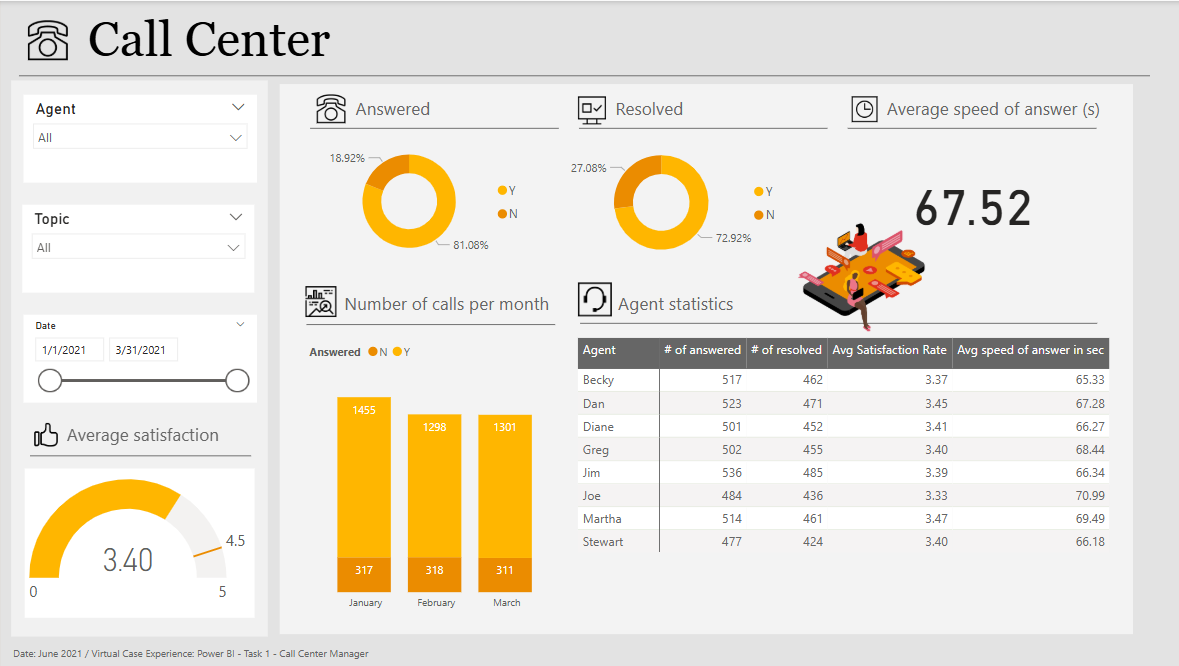 Call Center
Agent
All
Topic
All
Date
1/1/2021 3/31/2021
Average satisfaction
3.40
4.5
0 5
Answered
18.92%
81.08%
Y
N
Resolved
27.08%
72.92%
Y
N
Average speed of answer (s)
67.52
Number of calls per month
Answered N Y
1455 1298 1301
317 318 311
January February March
Agent statistics
Agent # of answered # of resolved Avg Satisfaction Rate Avg speed of answer in sec
Becky 517 462 3.37 65.33
Dan 523 471 3.45 67.28
Diane 501 452 3.41 66.27
Greg 502 455 3.40 68.44
Jim 536 485 3.39 66.34
Joe 484 436 3.33 70.99
Martha 514 461 3.47 69.49
Stewart 477 424 3.40 66.18
Date: June 2021 / Virtual Case Experience: Power BI - Task 1 - Call Center Manager